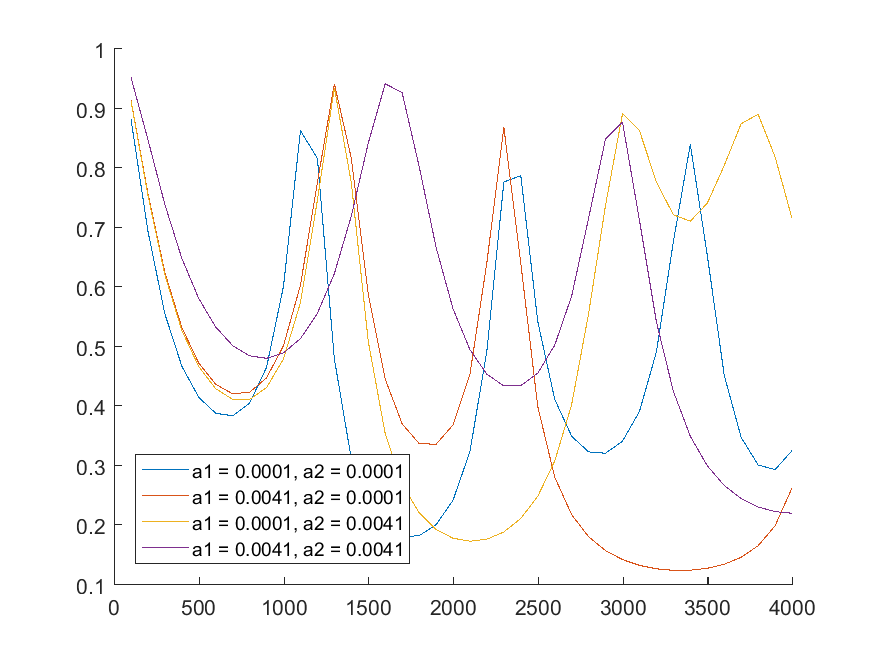 1
0.9
0.8
0.7
0.6
0.5
0.4
0.3
0.2
0.1
a1 = 0.0001, a2 = 0.0001
a1 = 0.0041, a2 = 0.0001
a1 = 0.0001, a2 = 0.0041
a1 = 0.0041, a2 = 0.0041
0 500 1000 1500 2000 2500 3000 3500 4000